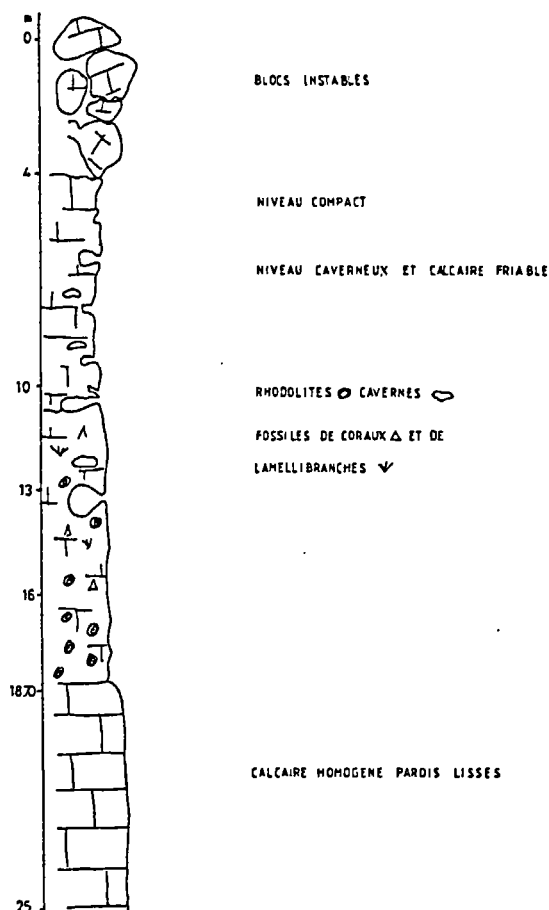 m
0
BLOCS INSTABLES
4
NIVEAU COMPACT
NIVEAU CAVERNEUX ET CALCAIRE FRIABLE
10
RHODOLITES CAVERNES
FOSSILES DE CORAUX ET DE
LAMELLIBRANCHES
13
16
18.70
CALCAIRE HOMOGENE PARDIS LISSES
25